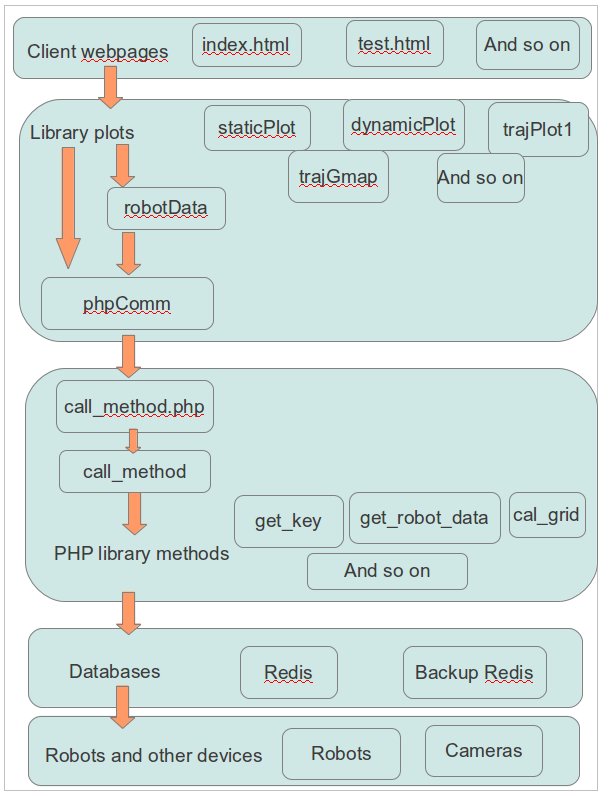 Client webpages
index.html
test.html
And so on
Library plots
staticPlot
dynamicPlot
trajPlot1
trajGmap
And so on
robotData
phpComm
call_method.php
call_method
PHP library methods
get_key
get_robot_data
cal_grid
And so on
Databases
Redis
Backup Redis
Robots and other devices
Robots
Cameras